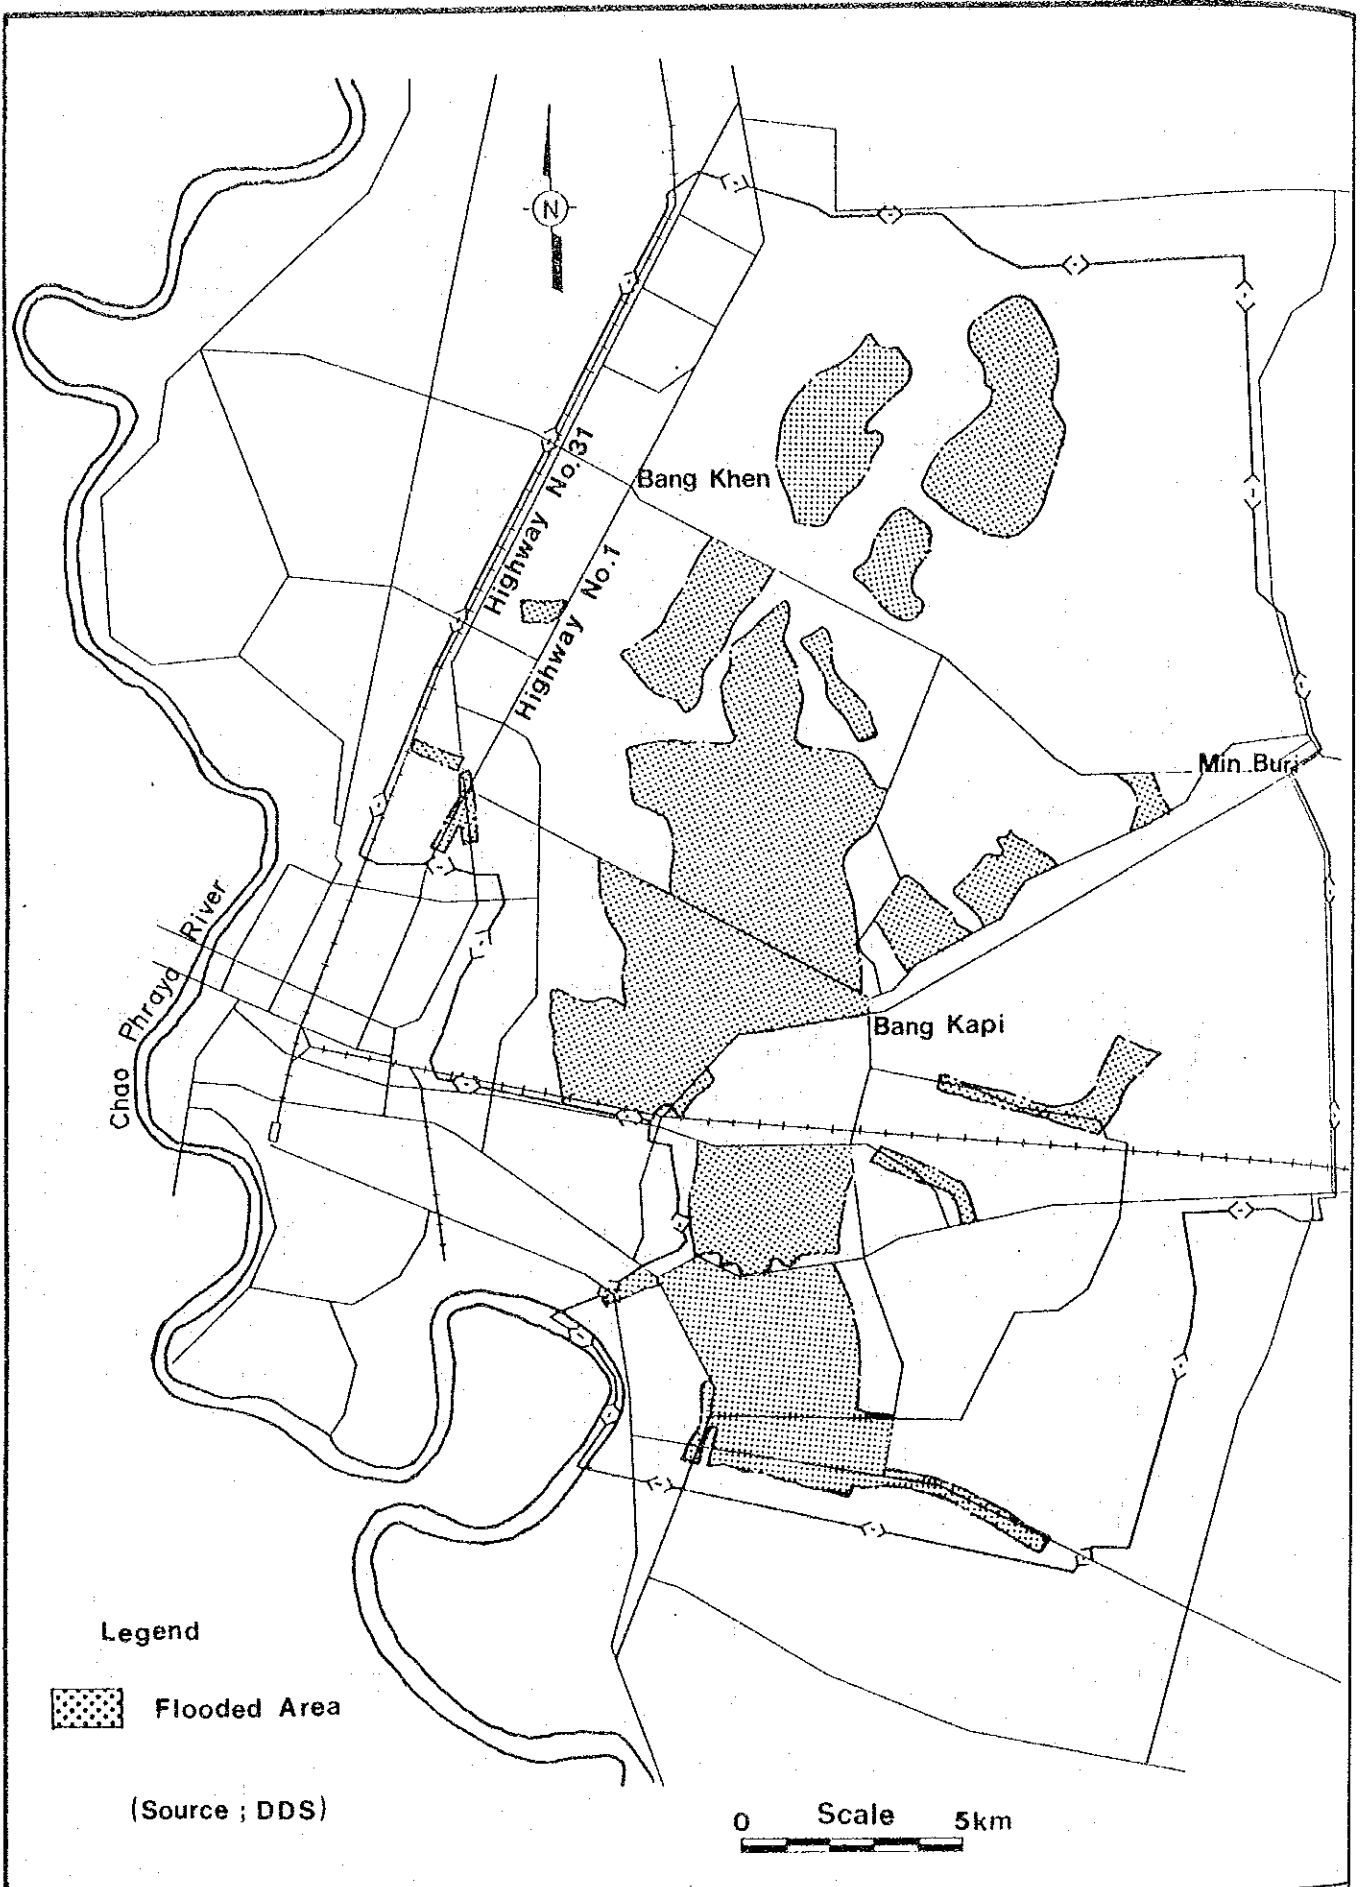 N
Highway No.31
Bang Khen
Highway No.1
Min Buri
Chao Phraya River
Bang Kapi
Legend
Flooded Area
(Source ; DDS)
0 Scale 5km